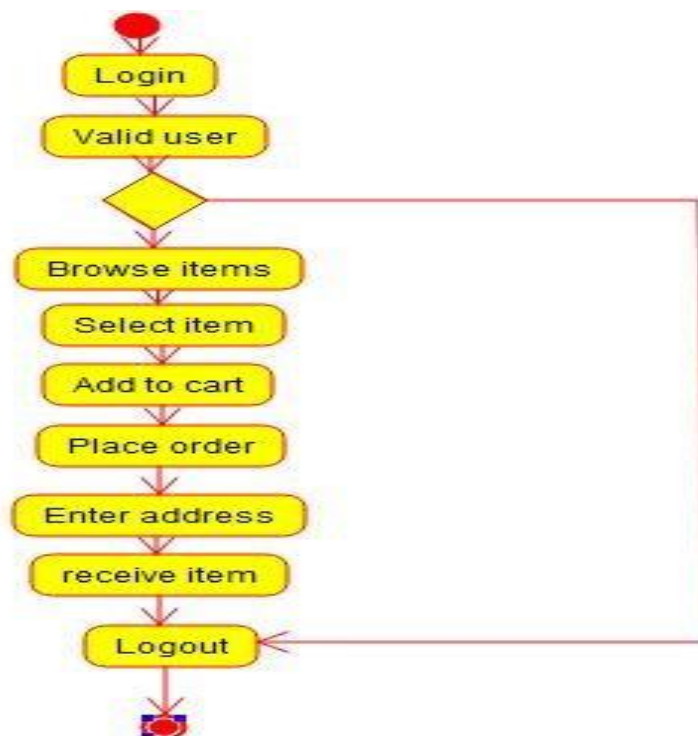 Login
Valid user
Browse items
Select item
Add to cart
Place order
Enter address
receive item
Logout